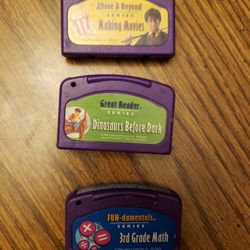 Above & Beyond
SERIES
Making Movies
Great Reader
SERIES
Dinosaurs Before Dark
FUN-damentals
SERIES
3rd Grade Math